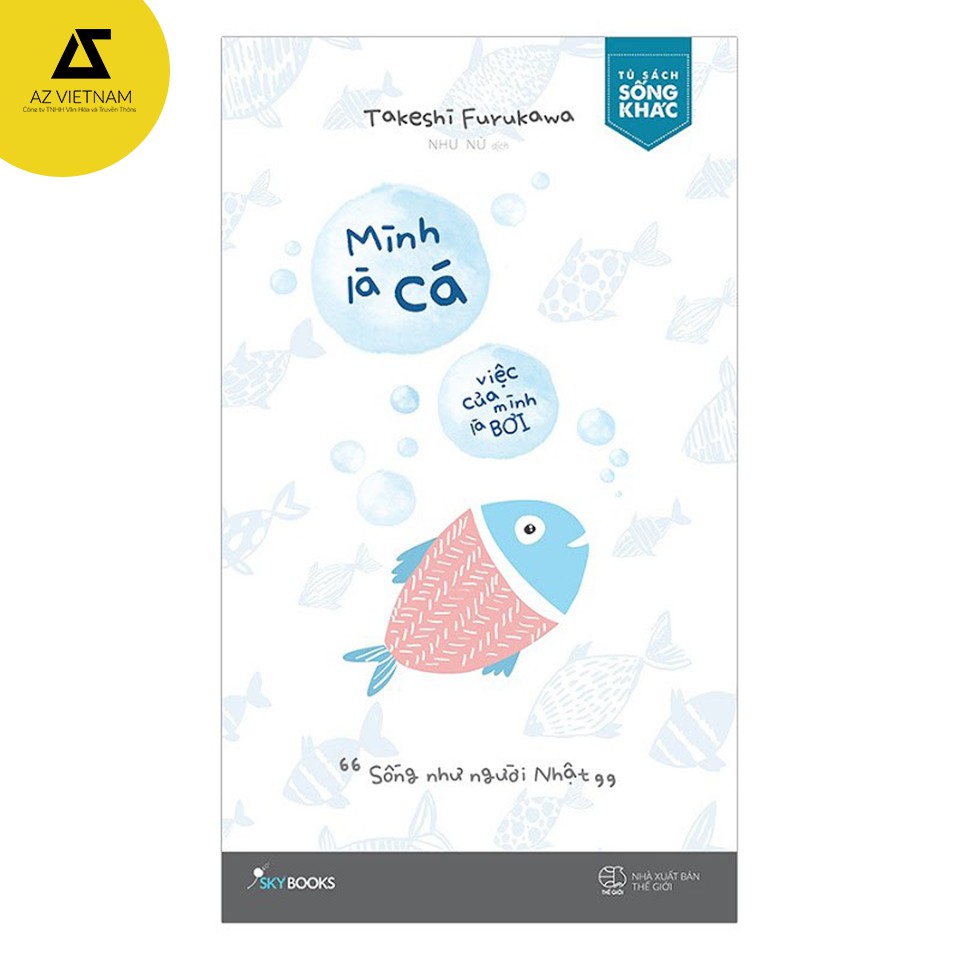 AZ VIETNAM
Công ty TNHH Văn Hóa và Truyền Thông
TỦ SÁCH
SỐNG
KHÁC
Takeshi Furukawa
NHƯ NỮ dịch
Mình
là cá
việc
của mình
là BƠI
“ Sống như người Nhật „
SKYBOOKS
THẾ GIỚI
NHÀ XUẤT BẢN
THẾ GIỚI